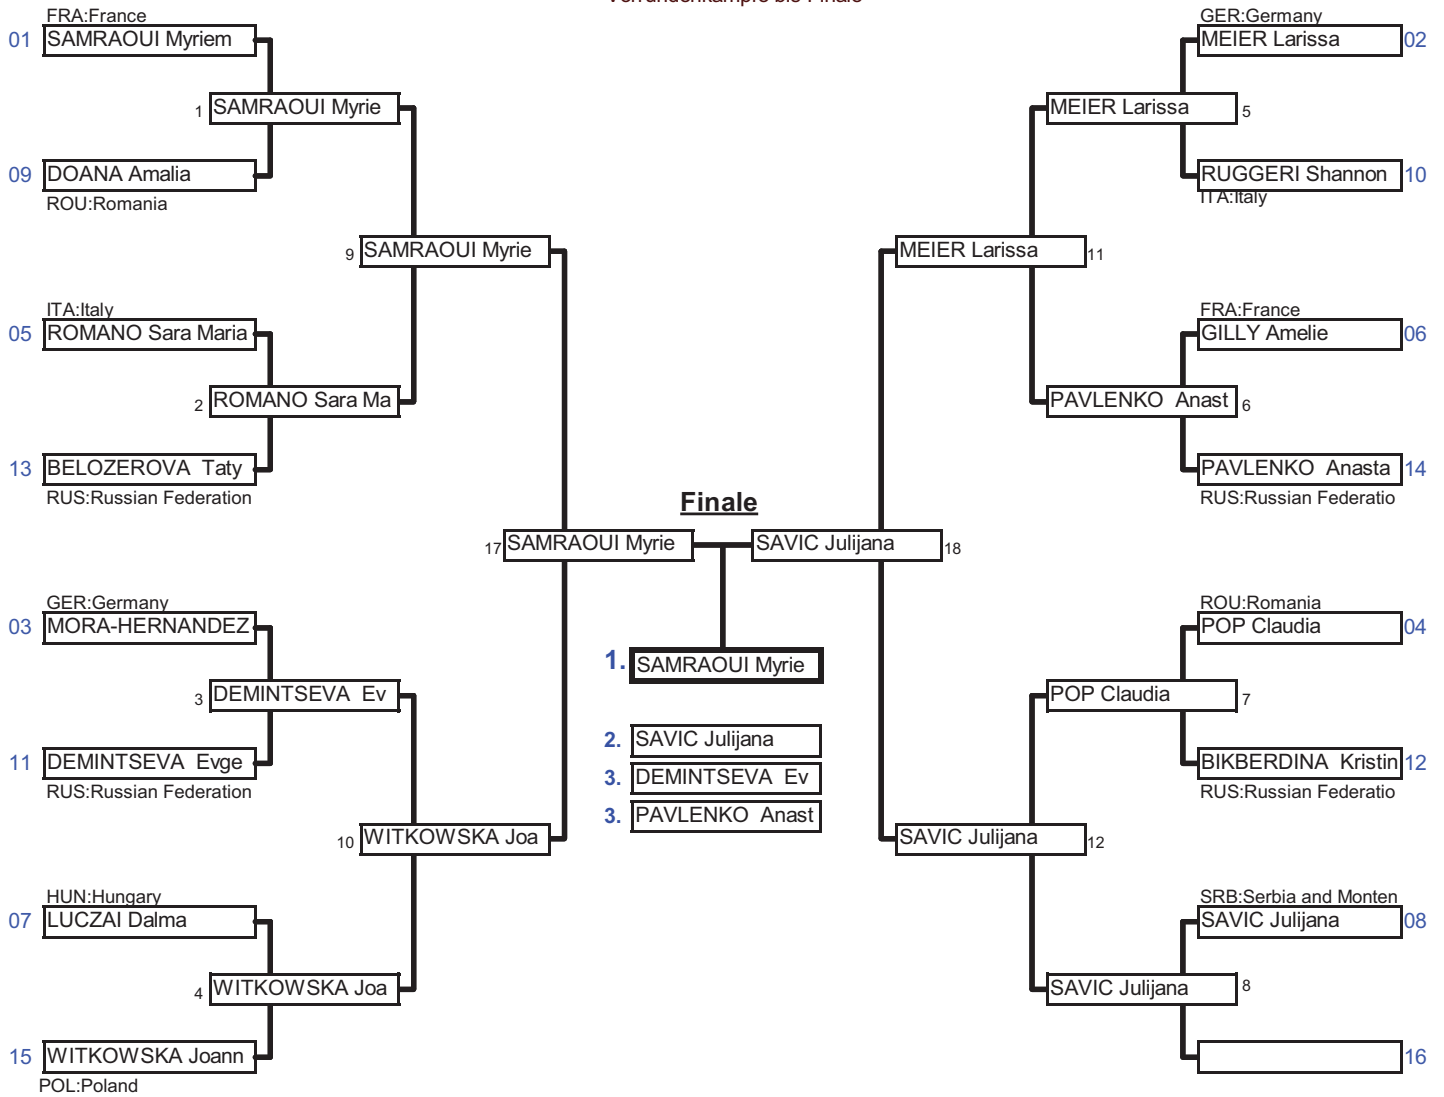 FRA:France
01 SAMRAOUI Myriem
1 SAMRAOUI Myrie
09 DOANA Amalia
ROU:Romania
9 SAMRAOUI Myrie
ITA:Italy
05 ROMANO Sara Maria
2 ROMANO Sara Ma
13 BELOZEROVA Taty
RUS:Russian Federation
17 SAMRAOUI Myrie
GER:Germany
03 MORA-HERNANDEZ
3 DEMINTSEVA Ev
11 DEMINTSEVA Evge
RUS:Russian Federation
10 WITKOWSKA Joa
HUN:Hungary
07 LUCZAI Dalma
4 WITKOWSKA Joa
15 WITKOWSKA Joann
POL:Poland
Finale
1. SAMRAOUI Myrie
2. SAVIC Julijana
3. DEMINTSEVA Ev
3. PAVLENKO Anast
GER:Germany
MEIER Larissa 02
MEIER Larissa 5
RUGGERI Shannon 10
ITA:Italy
MEIER Larissa 11
FRA:France
GILLY Amelie 06
PAVLENKO Anast 6
PAVLENKO Anasta 14
RUS:Russian Federatio
SAVIC Julijana 18
ROU:Romania
POP Claudia 04
POP Claudia 7
BIKBERDINA Kristin 12
RUS:Russian Federatio
SAVIC Julijana 12
SRB:Serbia and Monten
SAVIC Julijana 08
SAVIC Julijana 8
16